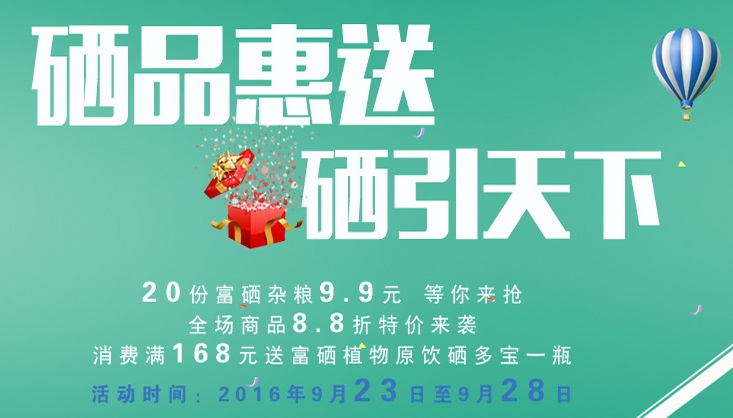 硒品惠送
硒引天下
20份富硒杂粮9.9元 等你来抢
全场商品8.8折特价来袭
消费满168元送富硒植物原饮硒多宝一瓶
活动时间：2016年9月23日至9月28日